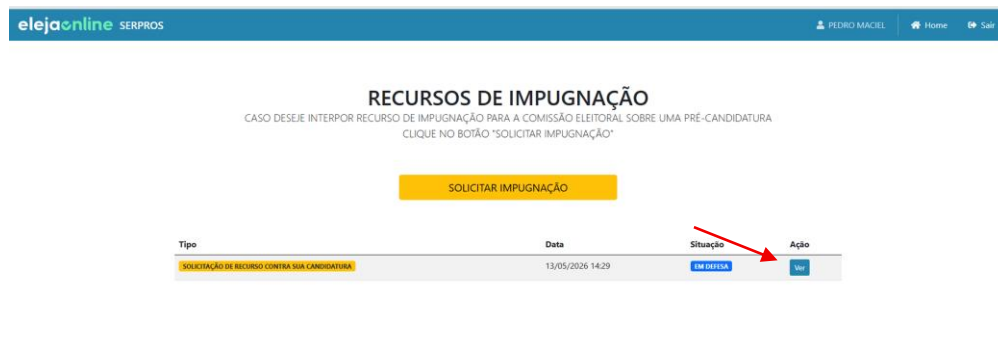 elejaonline SERPROS
PEDRO MACIEL Home Sair
RECURSOS DE IMPUGNAÇÃO
CASO DESEJE INTERPOR RECURSO DE IMPUGNAÇÃO PARA A COMISSÃO ELEITORAL SOBRE UMA PRÉ-CANDIDATURA
CLIQUE NO BOTÃO "SOLICITAR IMPUGNAÇÃO"
SOLICITAR IMPUGNAÇÃO
Tipo Data Situação Ação
SOLICITAÇÃO DE RECURSO CONTRA SUA CANDIDATURA 13/05/2026 14:29 EM DEFESA Ver